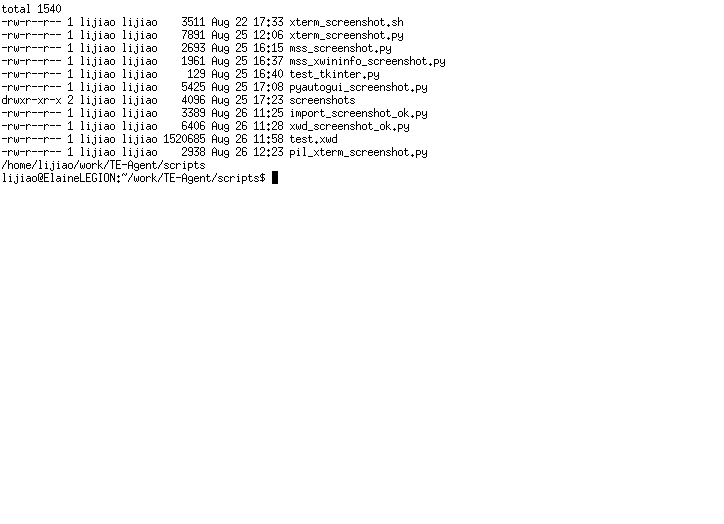 total 1540
-rw-r--r-- 1 lijiao lijiao    3511 Aug 22 17:33 xterm_screenshot.sh
-rw-r--r-- 1 lijiao lijiao    7891 Aug 25 12:06 xterm_screenshot.py
-rw-r--r-- 1 lijiao lijiao    2693 Aug 25 16:15 mss_screenshot.py
-rw-r--r-- 1 lijiao lijiao    1961 Aug 25 16:37 mss_xwininfo_screenshot.py
-rw-r--r-- 1 lijiao lijiao     129 Aug 25 16:40 test_tkinter.py
-rw-r--r-- 1 lijiao lijiao    5425 Aug 25 17:08 pyautogui_screenshot.py
drwxr-xr-x 2 lijiao lijiao    4096 Aug 25 17:23 screenshots
-rw-r--r-- 1 lijiao lijiao    3389 Aug 26 11:25 import_screenshot_ok.py
-rw-r--r-- 1 lijiao lijiao    6406 Aug 26 11:28 xwd_screenshot_ok.py
-rw-r--r-- 1 lijiao lijiao 1520685 Aug 26 11:58 test.xwd
-rw-r--r-- 1 lijiao lijiao    2938 Aug 26 12:23 pil_xterm_screenshot.py
/home/lijiao/work/TE-Agent/scripts
lijiao@ElaineLEGION:~/work/TE-Agent/scripts$